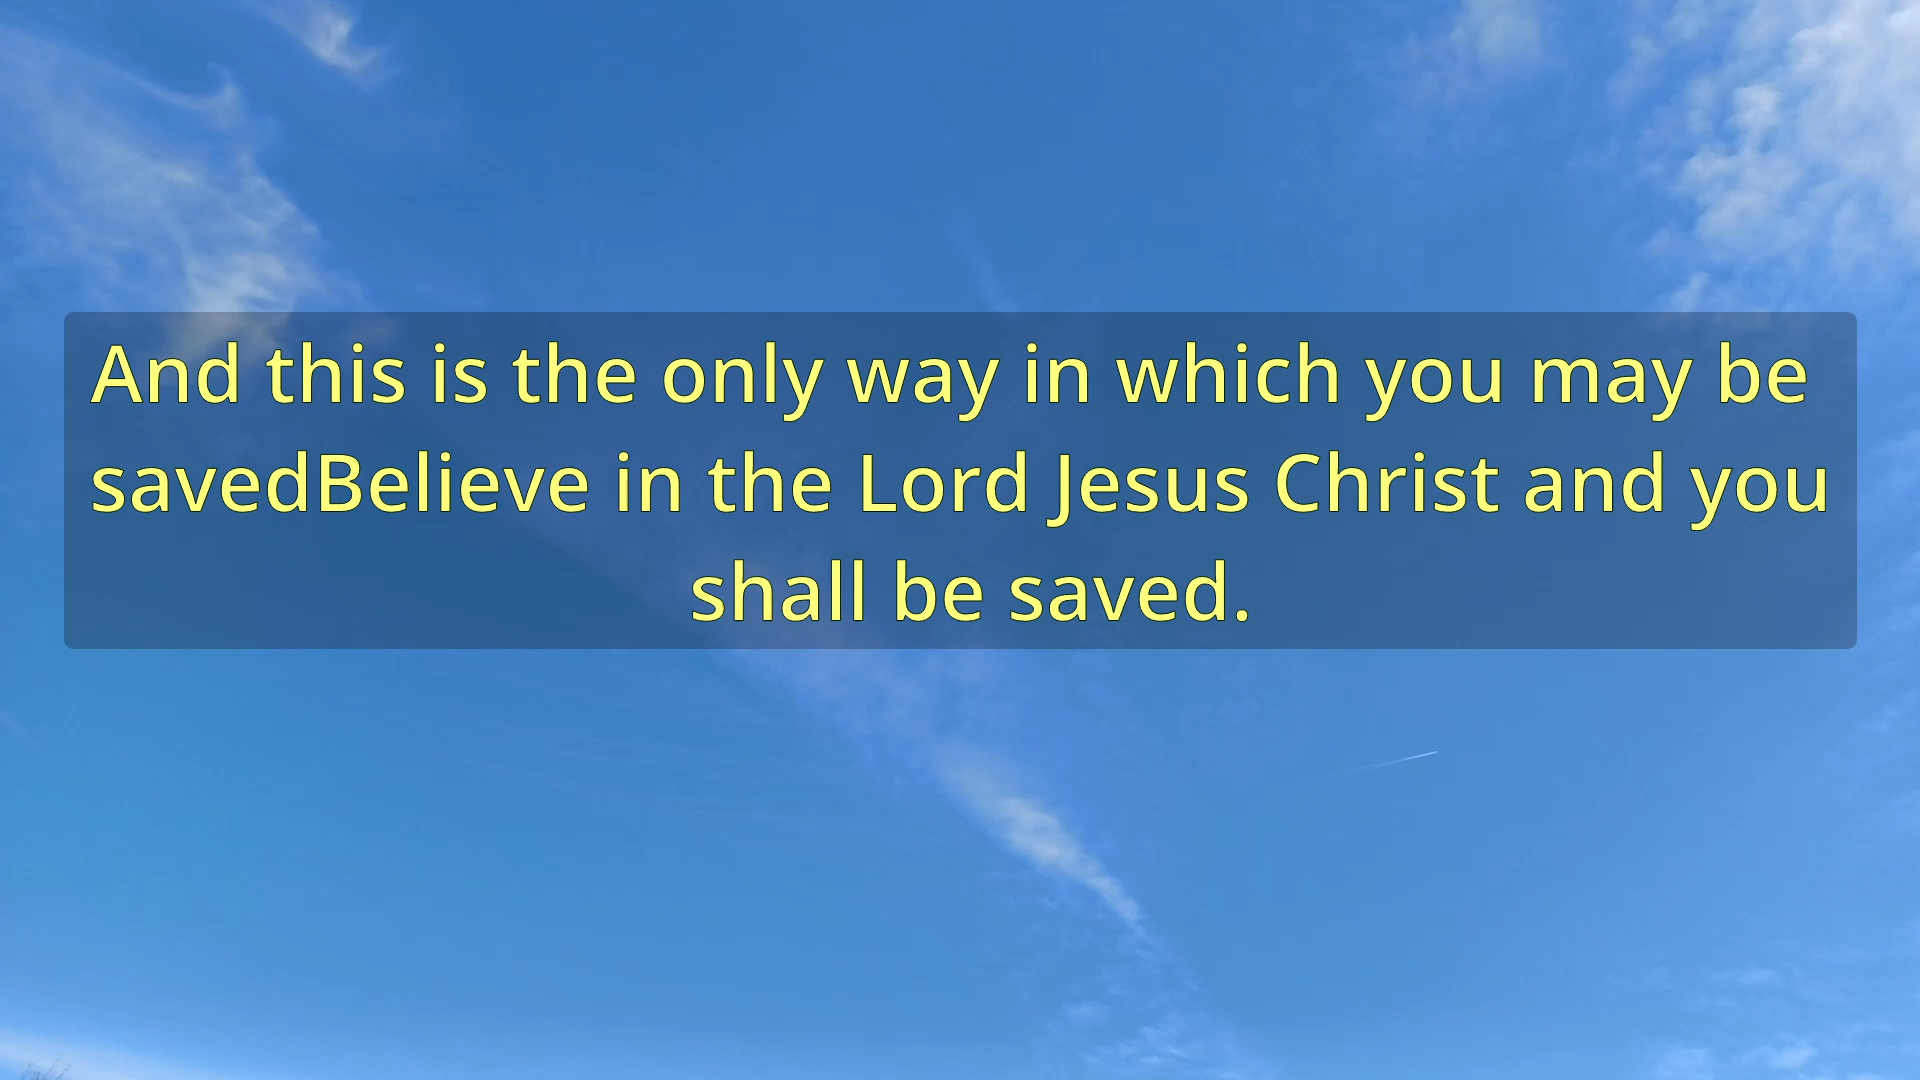 And this is the only way in which you may be
savedBelieve in the Lord Jesus Christ and you
shall be saved.